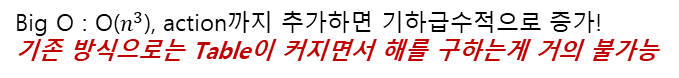 Big O : O(n³), action까지 추가하면 기하급수적으로 증가!
기존 방식으로는 Table이 커지면서 해를 구하는게 거의 불가능